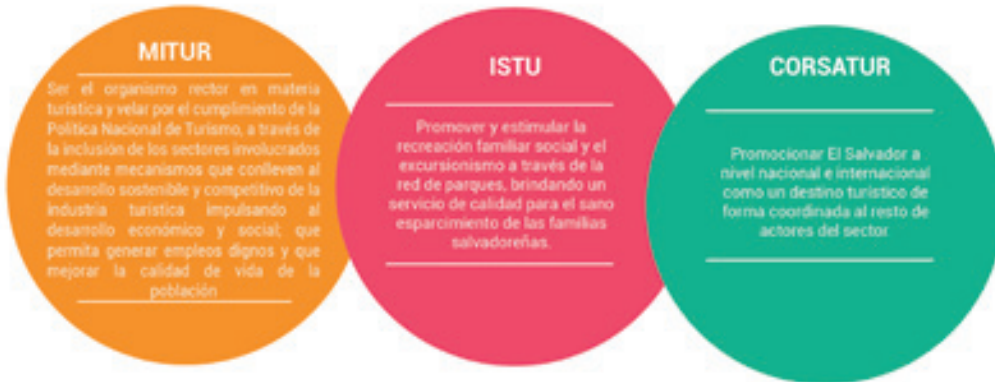 MITUR
Ser el organismo rector en materia
turística y velar por el cumplimiento de la
Política Nacional de Turismo, a través de
la inclusión de los sectores involucrados
mediante mecanismos que conlleven al
desarrollo sostenible y competitivo de la
industria turística impulsando al
desarrollo económico y social; que
permita generar empleos dignos y que
mejorar la calidad de vida de la
población
ISTU
Promover y estimular la
recreación familiar social y el
excursionismo a través de la
red de parques, brindando un
servicio de calidad para el sano
esparcimiento de las familias
salvadoreñas.
CORSATUR
Promocionar El Salvador a
nivel nacional e internacional
como un destino turístico de
forma coordinada al resto de
actores del sector